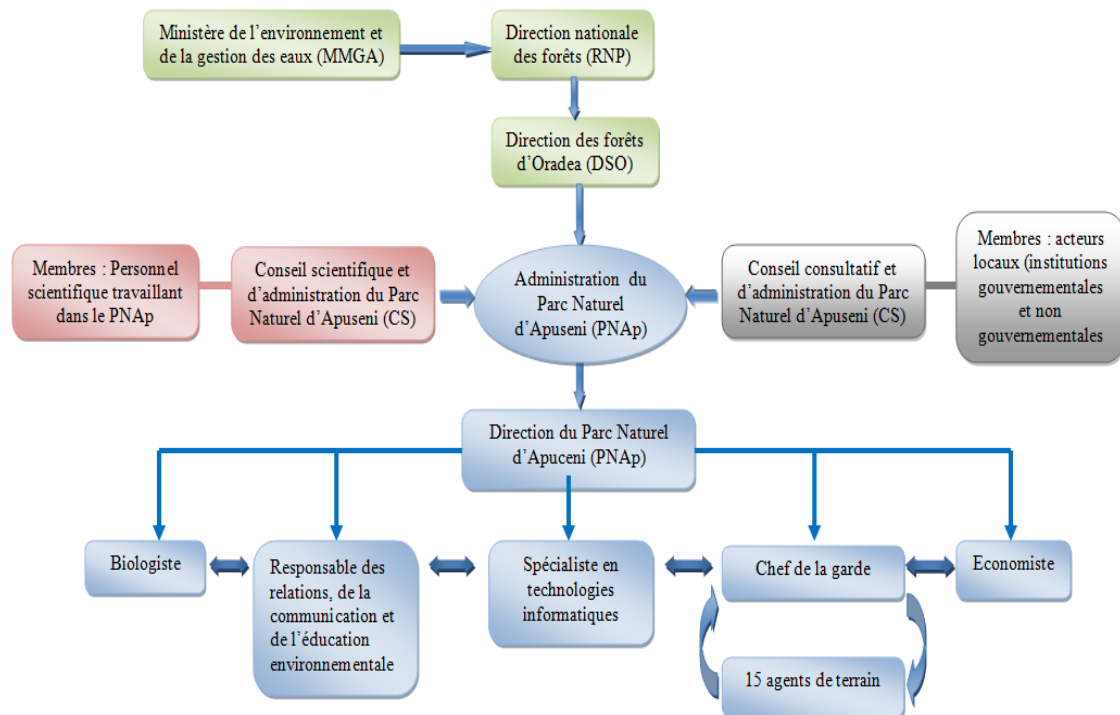 Ministère de l'environnement et
de la gestion des eaux (MMGA)
Direction nationale
des forêts (RNP)
Direction des forêts
d'Oradea (DSO)
Membres : Personnel
scientifique travaillant
dans le PNAp
Conseil scientifique et
d'administration du Parc
Naturel d'Apuseni (CS)
Administration du
Parc Naturel
d'Apuseni (PNAp)
Conseil consultatif et
d'administration du Parc
Naturel d'Apuseni (CS)
Membres : acteurs
locaux (institutions
gouvernementales
et non
gouvernementales
Direction du Parc Naturel
d'Apuceni (PNAp)
Biologiste
Responsable des
relations, de la
communication et
de l'éducation
environnementale
Spécialiste en
technologies
informatiques
Chef de la garde
Economiste
15 agents de terrain